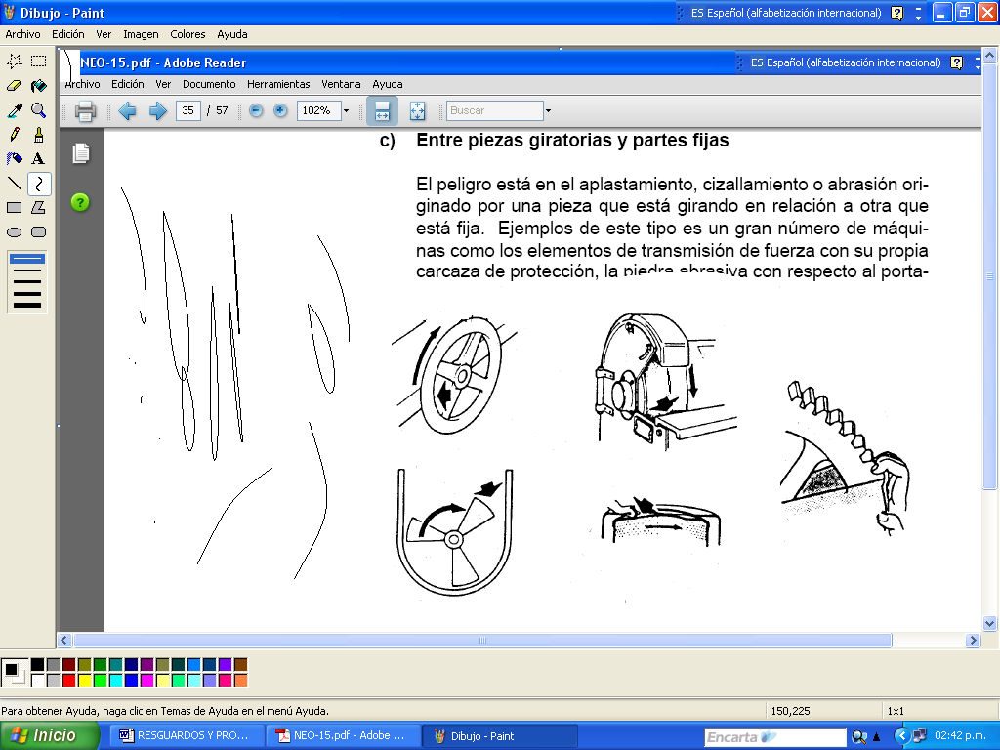 Dibujo - Paint
ES Español (alfabetización internacional)
Archivo Edición Ver Imagen Colores Ayuda
NEO-15.pdf - Adobe Reader
ES Español (alfabetización internacional)
Archivo Edición Ver Documento Herramientas Ventana Ayuda
35 / 57 102% Buscar
c) Entre piezas giratorias y partes fijas
El peligro está en el aplastamiento, cizallamiento o abrasión ori-
ginado por una pieza que está girando en relación a otra que
está fija. Ejemplos de este tipo es un gran número de máqui-
nas como los elementos de transmisión de fuerza con su propia
carcaza de protección, la piedra abrasiva con respecto al porta-
A
Para obtener Ayuda, haga clic en Temas de Ayuda en el menú Ayuda.
150,225
1x1
Inicio
RESGUARDOS Y PRO...
NEO-15.pdf - Adobe ...
Dibujo - Paint
Encarta
02:42 p.m.